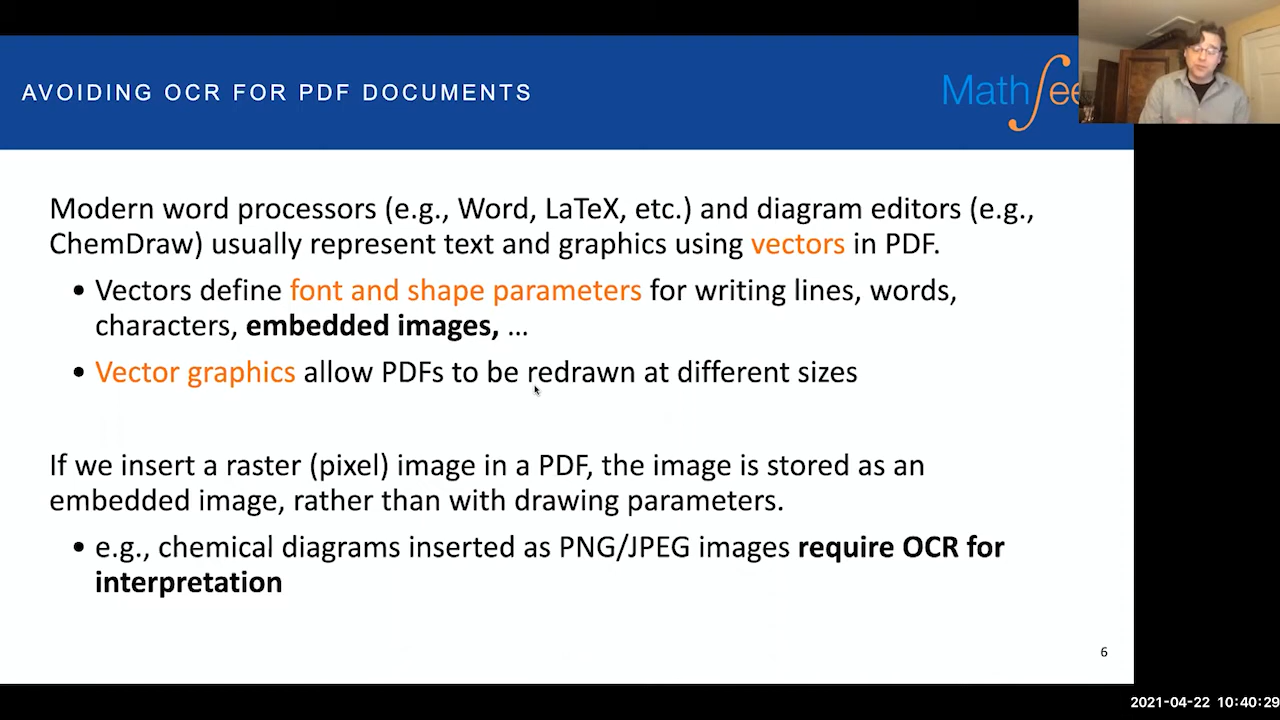 AVOIDING OCR FOR PDF DOCUMENTS
Math
Modern word processors (e.g., Word, LaTeX, etc.) and diagram editors (e.g.,
ChemDraw) usually represent text and graphics using vectors in PDF.
• Vectors define font and shape parameters for writing lines, words,
characters, embedded images, ...
• Vector graphics allow PDFs to be redrawn at different sizes
If we insert a raster (pixel) image in a PDF, the image is stored as an
embedded image, rather than with drawing parameters.
• e.g., chemical diagrams inserted as PNG/JPEG images require OCR for
interpretation
6
2021-04-22 10:40:29